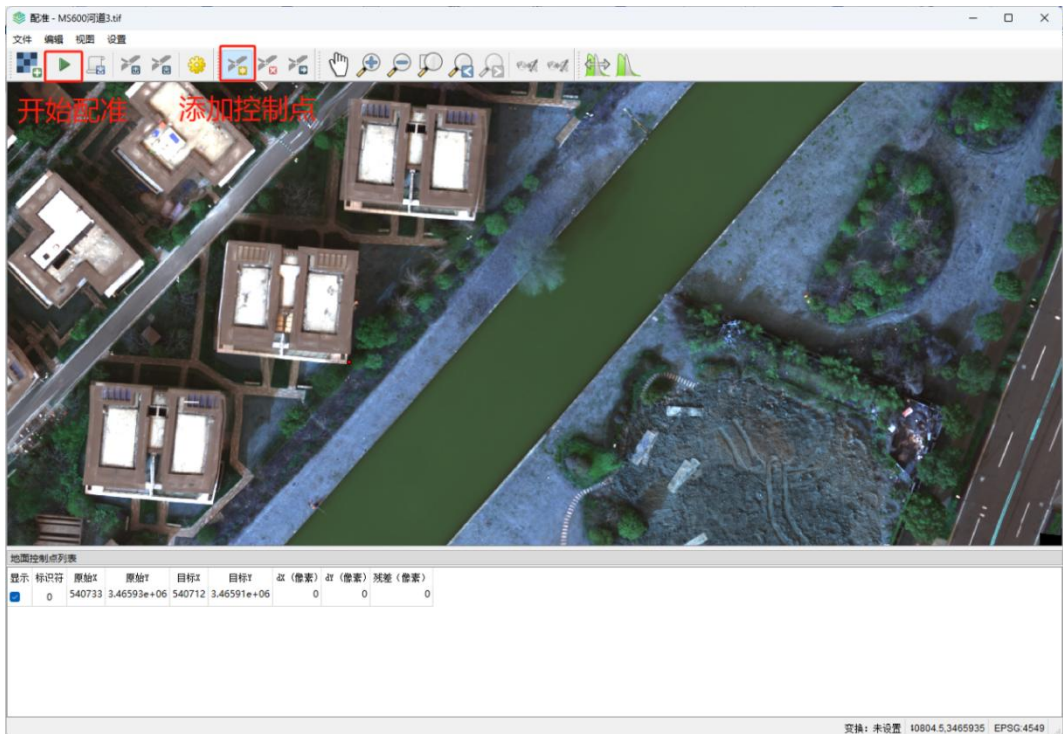 配准 - MS600河道3.tif
文件 编辑 视图 设置
开始配准 添加控制点
地面控制点列表
显示 标识符 原始X 原始Y 目标X 目标Y dX（像素） dY（像素）残差（像素）
0 540733 3.46593e+06 540712 3.46591e+06 0 0 0
变换：未设置 !0804.5,3465935 EPSG:4549